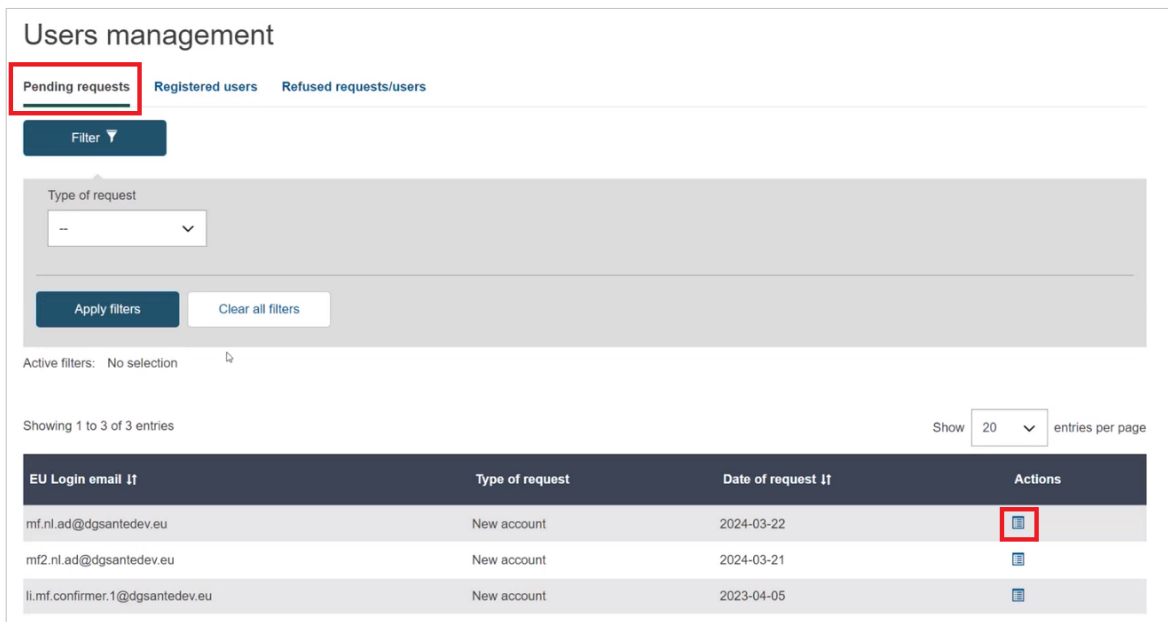 Users management
Pending requests Registered users Refused requests/users
Filter
Type of request
--
Apply filters Clear all filters
Active filters: No selection
Showing 1 to 3 of 3 entries Show 20 entries per page
EU Login email Type of request Date of request Actions
mf.nl.ad@dgsantedev.eu New account 2024-03-22
mf2.nl.ad@dgsantedev.eu New account 2024-03-21
li.mf.confirmer.1@dgsantedev.eu New account 2023-04-05